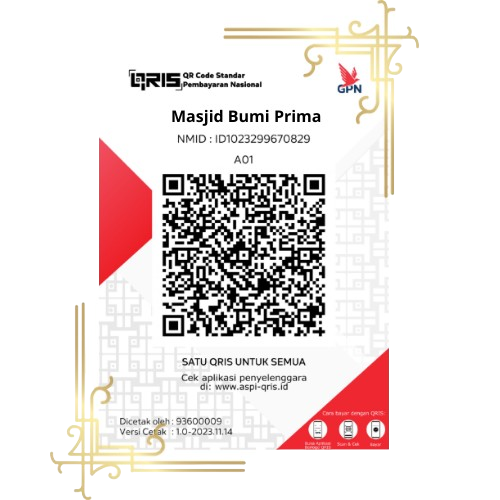 QRIS QR Code Standar
Pembayaran Nasional
GPN
Masjid Bumi Prima
NMID : ID1023299670829
A01
SATU QRIS UNTUK SEMUA
Cek aplikasi penyelenggara
di: www.aspi-qris.id
Dicetak oleh : 93600009
Versi Cetak : 1.0-2023.11.14
Cara bayar dengan QRIS:
Scan & Cek